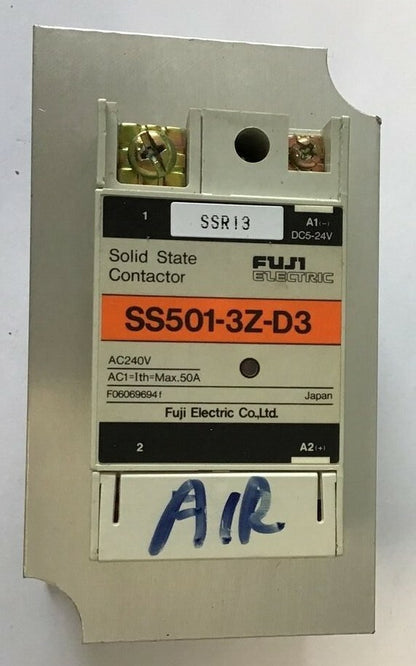 1 SSR13 A1(-)
DC5-24V
Solid State FUJI
Contactor ELECTRIC
SS501-3Z-D3
AC240V
AC1=Ith=Max.50A
F06069694f Japan
Fuji Electric Co.,Ltd.
2 A2(+)
AIR